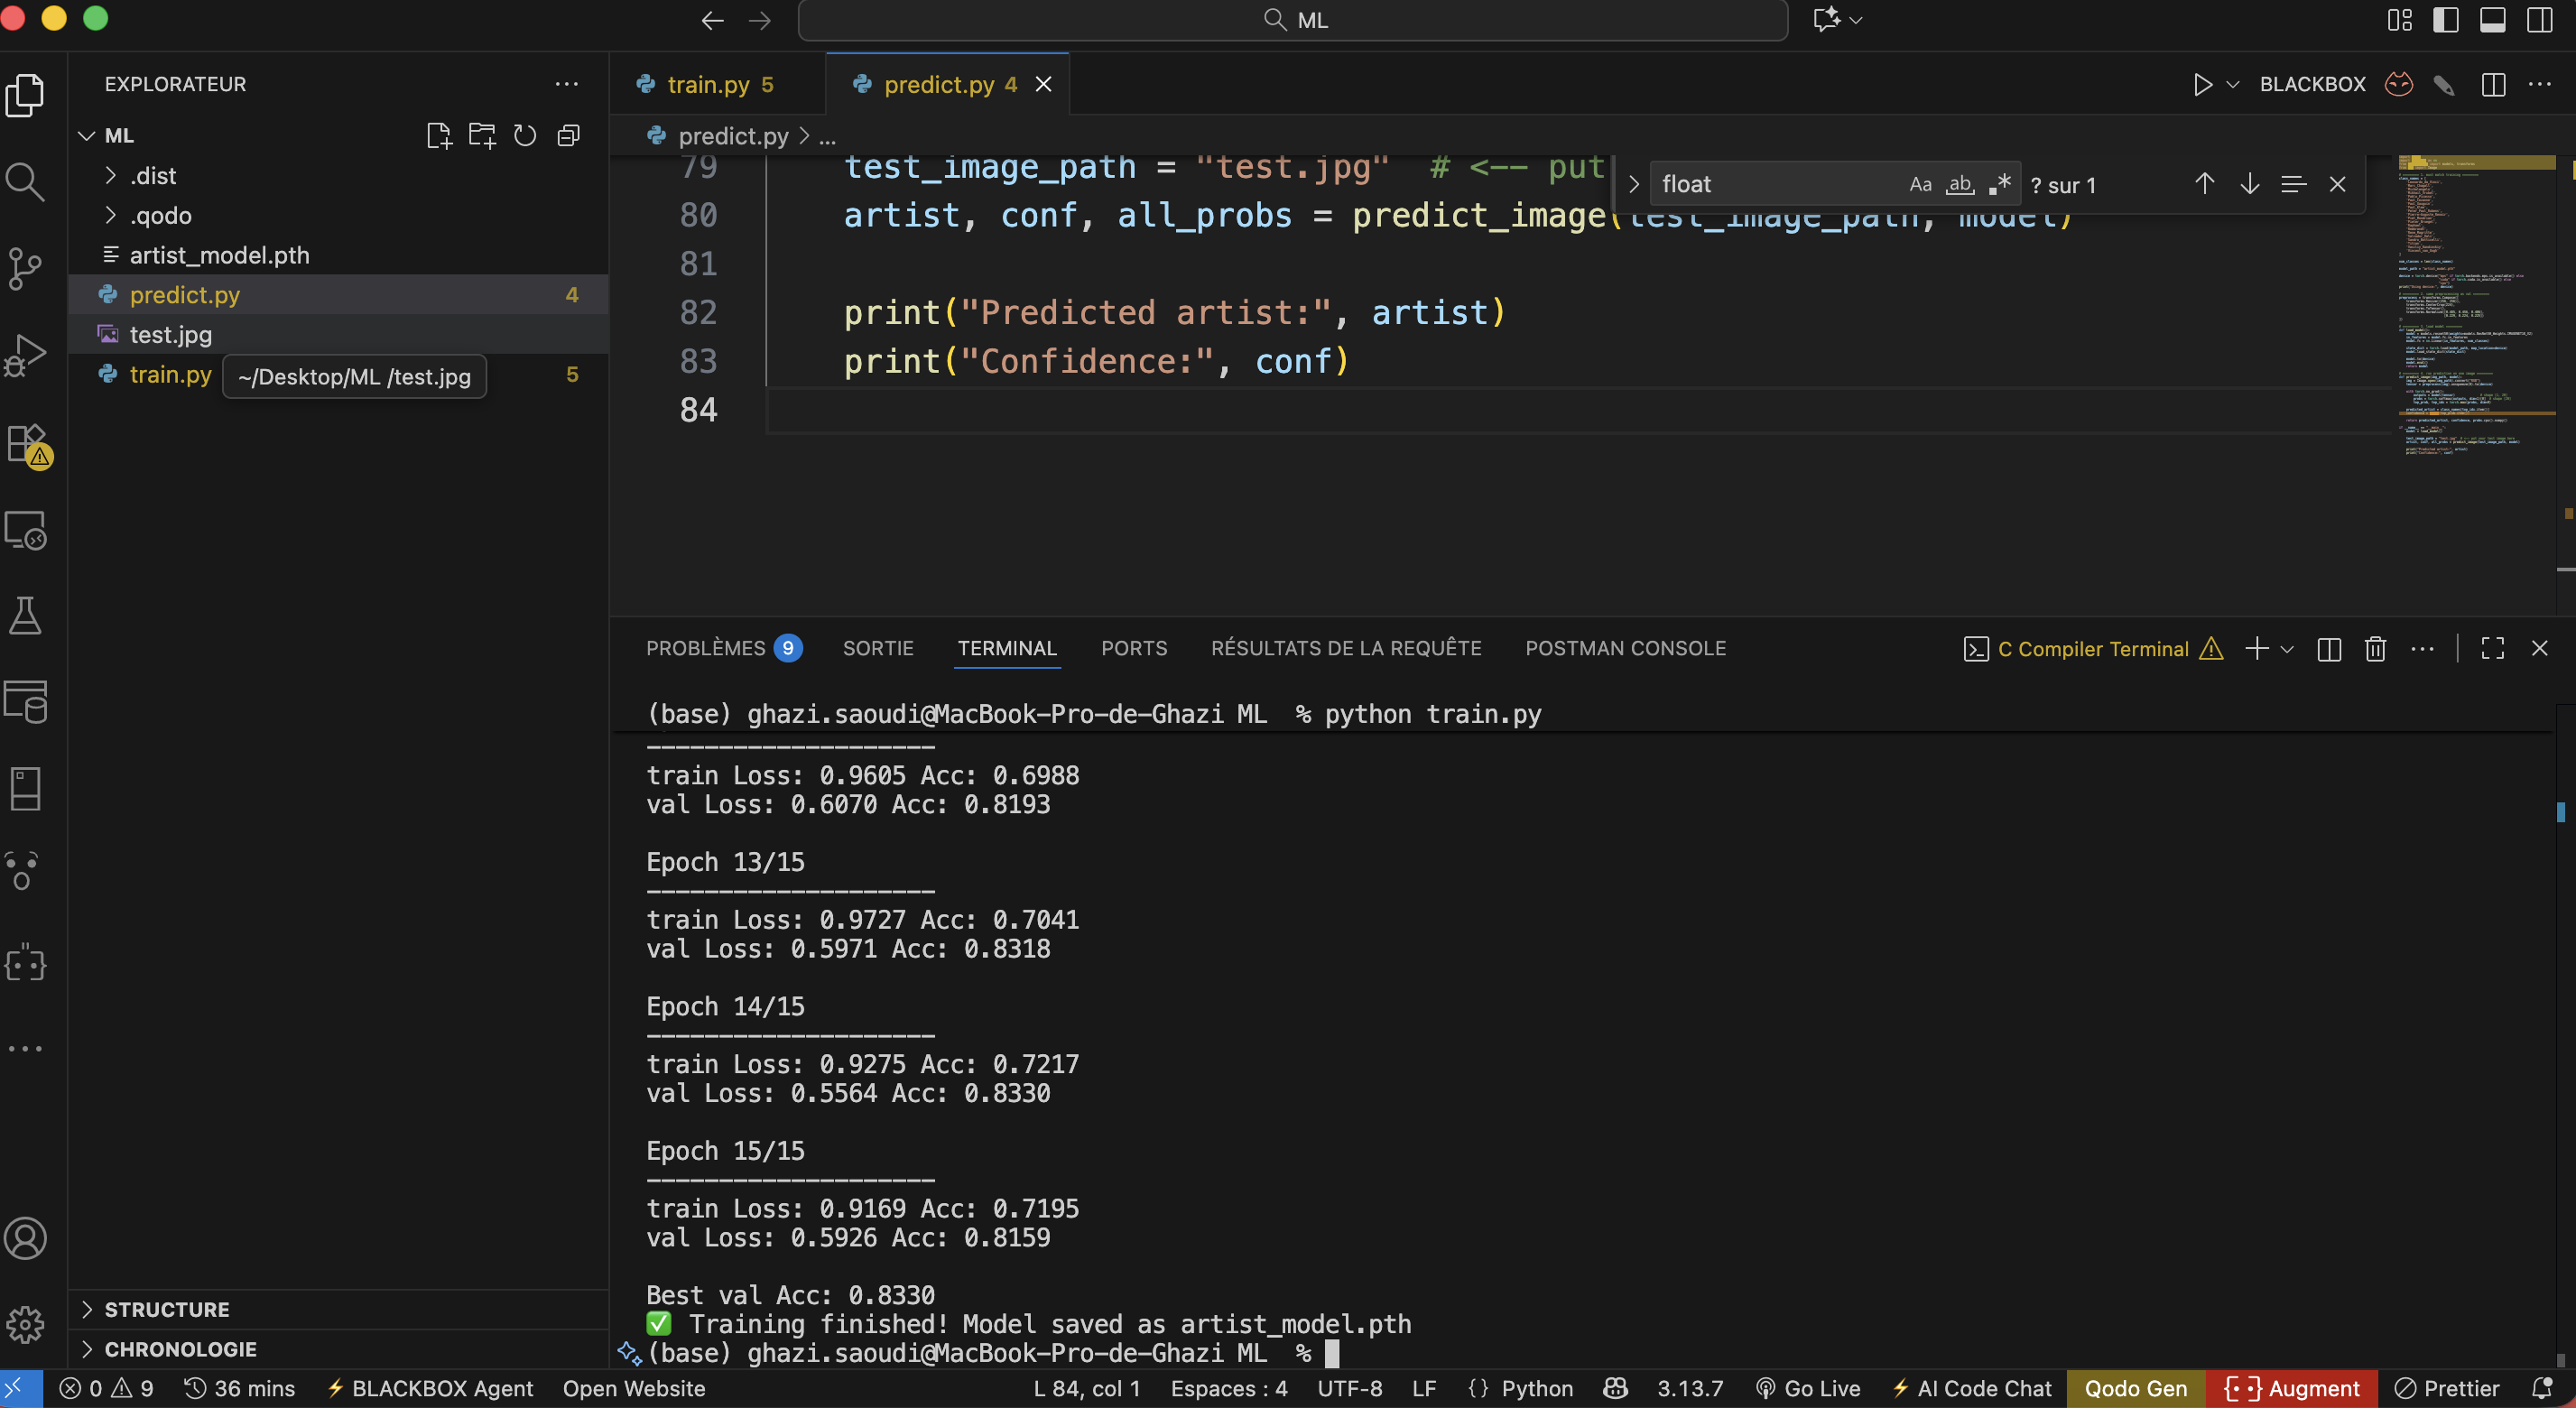 ML
EXPLORATEUR
ML
.dist
.qodo
artist_model.pth
predict.py 4
test.jpg
~/Desktop/ML /test.jpg
train.py 5
STRUCTURE
CHRONOLOGIE
train.py 5
predict.py 4
BLACKBOX
predict.py > ...
float
Aa ab .*
? sur 1
79 test_image_path = "test.jpg" # <-- put
80 artist, conf, all_probs = predict_image(test_image_path, model)
81
82 print("Predicted artist:", artist)
83 print("Confidence:", conf)
84
PROBLÈMES 9 SORTIE TERMINAL PORTS RÉSULTATS DE LA REQUÊTE POSTMAN CONSOLE
C Compiler Terminal
(base) ghazi.saoudi@MacBook-Pro-de-Ghazi ML  % python train.py
--------------------
train Loss: 0.9605 Acc: 0.6988
val Loss: 0.6070 Acc: 0.8193
Epoch 13/15
--------------------
train Loss: 0.9727 Acc: 0.7041
val Loss: 0.5971 Acc: 0.8318
Epoch 14/15
--------------------
train Loss: 0.9275 Acc: 0.7217
val Loss: 0.5564 Acc: 0.8330
Epoch 15/15
--------------------
train Loss: 0.9169 Acc: 0.7195
val Loss: 0.5926 Acc: 0.8159
Best val Acc: 0.8330
✅ Training finished! Model saved as artist_model.pth
(base) ghazi.saoudi@MacBook-Pro-de-Ghazi ML  %
0 9 36 mins BLACKBOX Agent Open Website L 84, col 1 Espaces : 4 UTF-8 LF {} Python 3.13.7 Go Live AI Code Chat Qodo Gen Augment Prettier